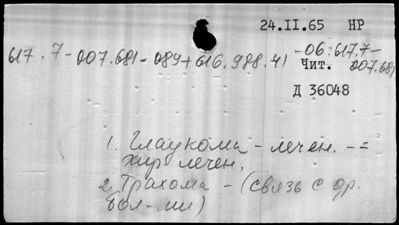 24.II.65 НР
617.7-007.681-089+616.988.41 -06:617.7-
Чит. 007.681
Д 36048
1. Глаукома - лечен. -=
хир лечен.
2. Трахома - (связь с др.
бол-ми)